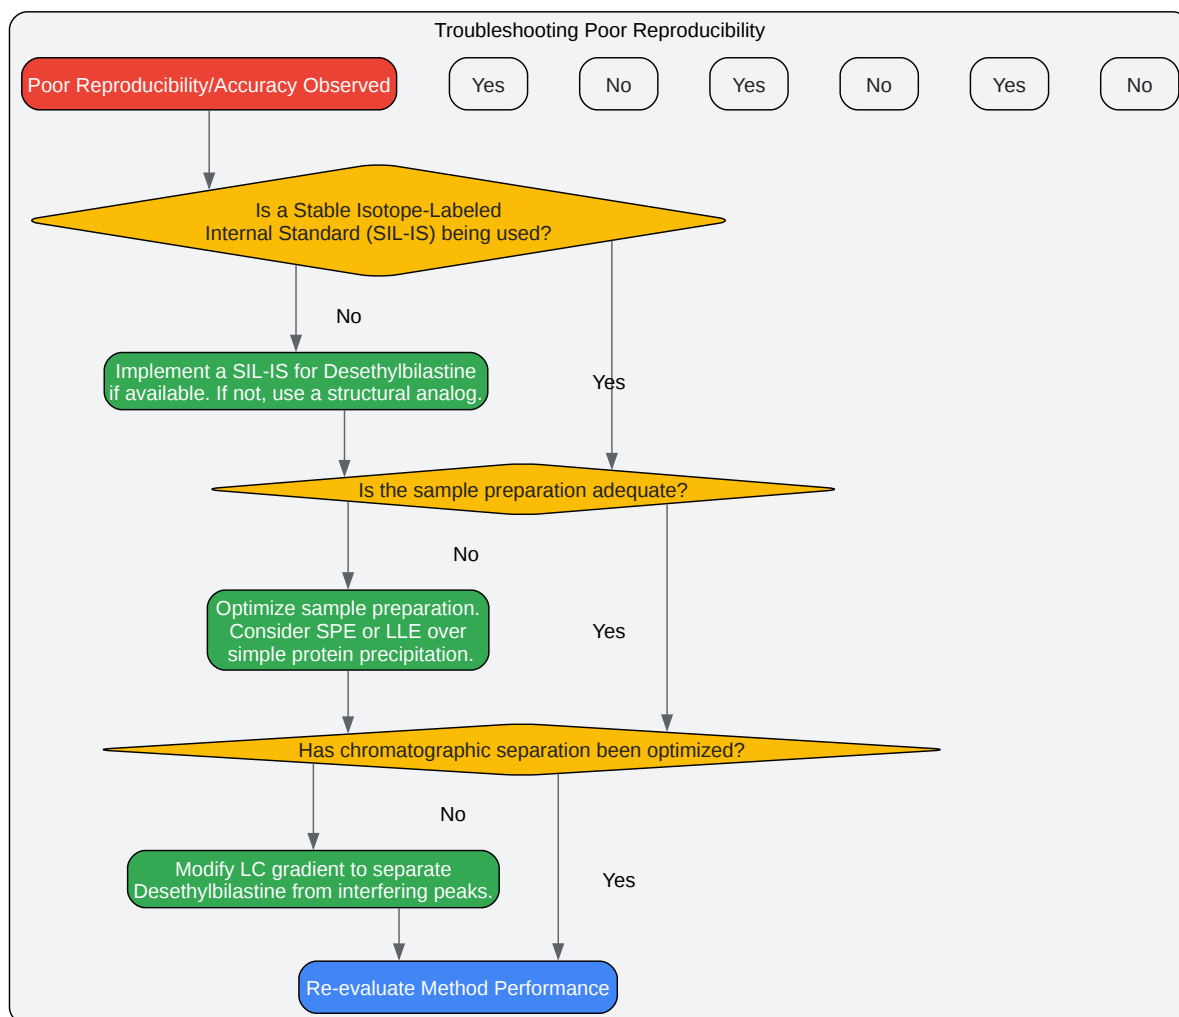 Troubleshooting Poor Reproducibility
Poor Reproducibility/Accuracy Observed
Yes
No
Yes
No
Yes
No
Is a Stable Isotope-Labeled
Internal Standard (SIL-IS) being used?
No
Implement a SIL-IS for Desethylbilastine
if available. If not, use a structural analog.
Yes
Is the sample preparation adequate?
No
Optimize sample preparation.
Consider SPE or LLE over
simple protein precipitation.
Yes
Has chromatographic separation been optimized?
No
Modify LC gradient to separate
Desethylbilastine from interfering peaks.
Yes
Re-evaluate Method Performance